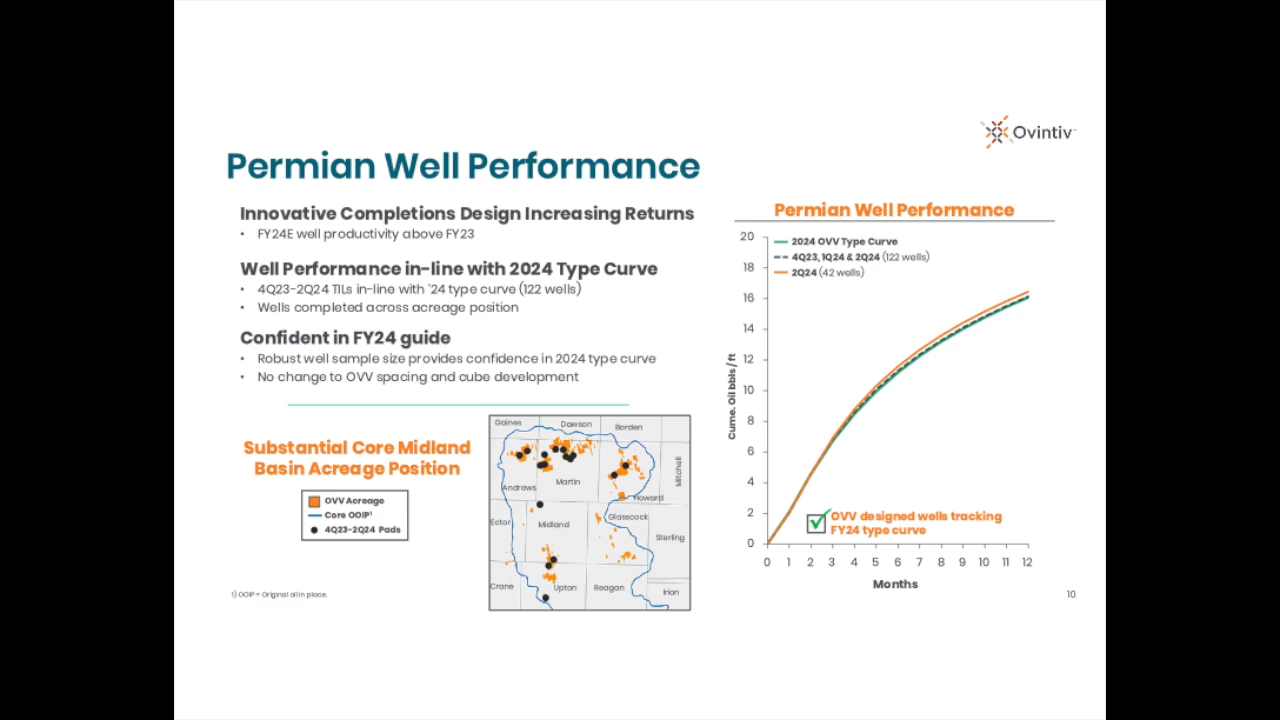 Ovintiv
Permian Well Performance
Innovative Completions Design Increasing Returns
• FY24E well productivity above FY23
Well Performance in-line with 2024 Type Curve
• 4Q23-2Q24 TILs in-line with '24 type curve (122 wells)
• Wells completed across acreage position
Confident in FY24 guide
• Robust well sample size provides confidence in 2024 type curve
• No change to OVV spacing and cube development
Substantial Core Midland
Basin Acreage Position
OVV Acreage
Core OOIP¹
4Q23-2Q24 Pads
Gaines
Dawson
Borden
Andrews
Martin
Howard
Mitchell
Ector
Midland
Glasscock
Sterling
Crane
Upton
Reagan
Irion
Permian Well Performance
2024 OVV Type Curve
4Q23, 1Q24 & 2Q24 (122 wells)
2Q24 (42 wells)
Cume. Oil bbls / ft
20
18
16
14
12
10
8
6
4
2
0
OVV designed wells tracking
FY24 type curve
0 1 2 3 4 5 6 7 8 9 10 11 12
Months
1) OOIP = Original oil in place.
10